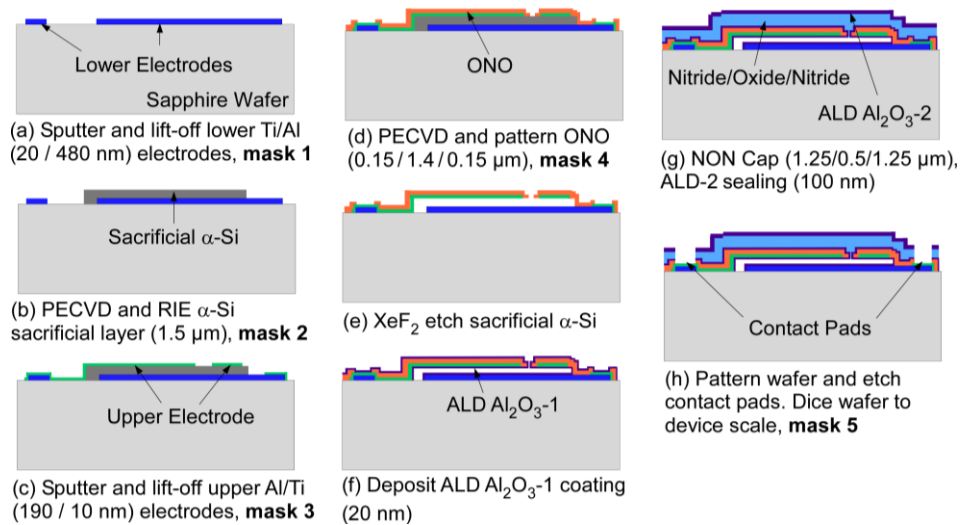 Lower Electrodes
Sapphire Wafer
(a) Sputter and lift-off lower Ti/Al
(20 / 480 nm) electrodes, mask 1
Sacrificial α-Si
(b) PECVD and RIE α-Si
sacrificial layer (1.5 μm), mask 2
Upper Electrode
(c) Sputter and lift-off upper Al/Ti
(190 / 10 nm) electrodes, mask 3
ONO
(d) PECVD and pattern ONO
(0.15/1.4/0.15 μm), mask 4
(e) XeF₂ etch sacrificial α-Si
ALD Al₂O₃-1
(f) Deposit ALD Al₂O₃-1 coating
(20 nm)
Nitride/Oxide/Nitride
ALD Al₂O₃-2
(g) NON Cap (1.25/0.5/1.25 μm),
ALD-2 sealing (100 nm)
Contact Pads
(h) Pattern wafer and etch
contact pads. Dice wafer to
device scale, mask 5